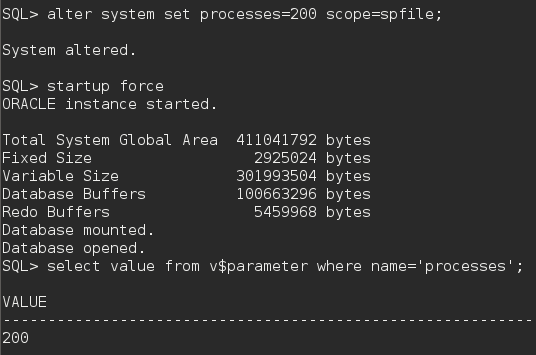 SQL> alter system set processes=200 scope=spfile;
System altered.
SQL> startup force
ORACLE instance started.
Total System Global Area  411041792 bytes
Fixed Size                  2925024 bytes
Variable Size             301993504 bytes
Database Buffers          100663296 bytes
Redo Buffers                5459968 bytes
Database mounted.
Database opened.
SQL> select value from v$parameter where name='processes';
VALUE
----------------------------------------------------------
200